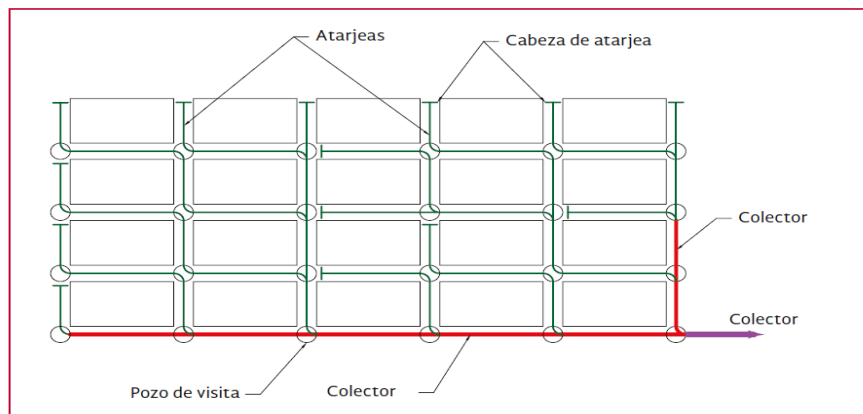 Atarjeas
Cabeza de atarjea
Colector
Colector
Pozo de visita
Colector